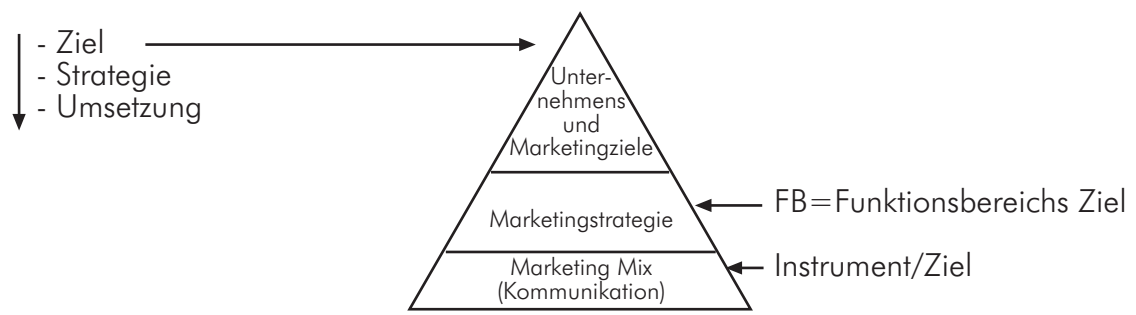 - Ziel
- Strategie
- Umsetzung
Unter-
nehmens
und
Marketingziele
Marketingstrategie
FB=Funktionsbereichs Ziel
Marketing Mix
(Kommunikation)
Instrument/Ziel